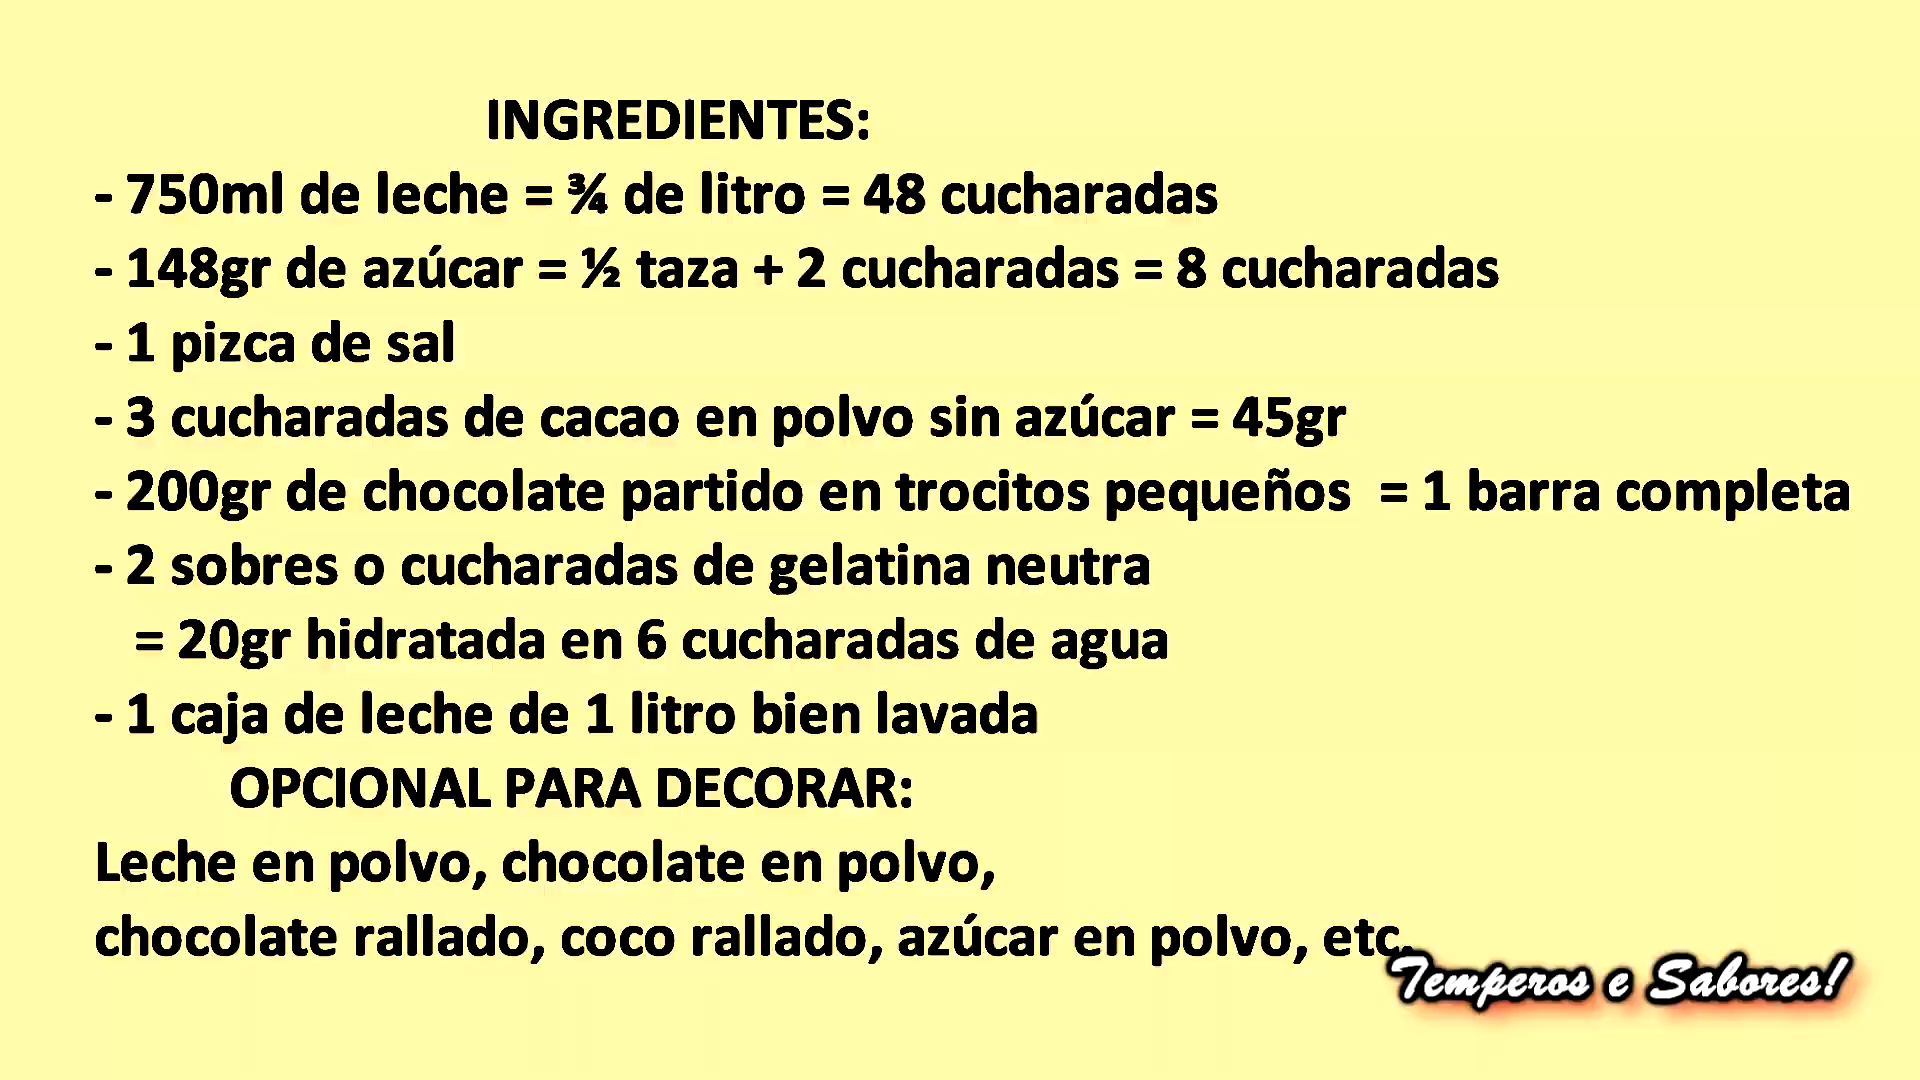 INGREDIENTES:
- 750ml de leche = ¾ de litro = 48 cucharadas
- 148gr de azúcar = ½ taza + 2 cucharadas = 8 cucharadas
- 1 pizca de sal
- 3 cucharadas de cacao en polvo sin azúcar = 45gr
- 200gr de chocolate partido en trocitos pequeños = 1 barra completa
- 2 sobres o cucharadas de gelatina neutra
= 20gr hidratada en 6 cucharadas de agua
- 1 caja de leche de 1 litro bien lavada
OPCIONAL PARA DECORAR:
Leche en polvo, chocolate en polvo,
chocolate rallado, coco rallado, azúcar en polvo, etc.
Temperos e Sabores!